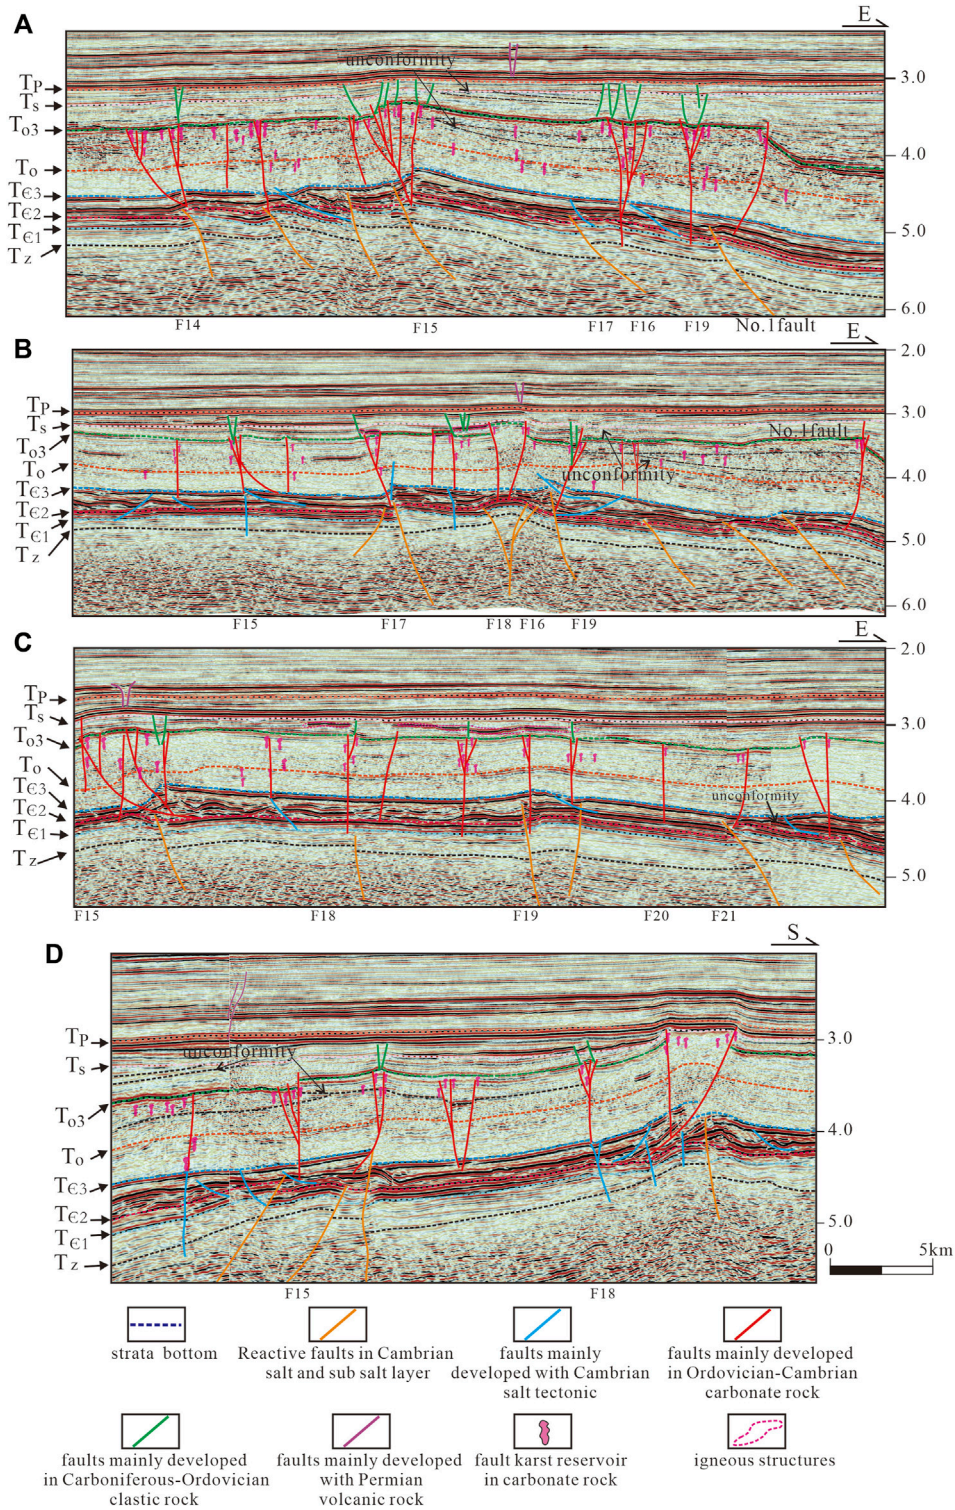 A
E
unconformity
TP
Ts
To3
To
TЄ3
TЄ2
TЄ1
Tz
3.0
4.0
5.0
6.0
F14
F15
F17
F16
F19
No.1fault
B
E
2.0
TP
Ts
To3
To
TЄ3
TЄ2
TЄ1
Tz
3.0
No.1fault
unconformity
4.0
5.0
6.0
F15
F17
F18
F16
F19
C
E
2.0
TP
Ts
To3
To
TЄ3
TЄ2
TЄ1
Tz
3.0
unconformity
4.0
5.0
F15
F18
F19
F20
F21
D
S
TP
Ts
To3
To
TЄ3
TЄ2
TЄ1
Tz
unconformity
3.0
4.0
5.0
0 5km
F15
F18
strata bottom
Reactive faults in Cambrian
salt and sub salt layer
faults mainly
developed with Cambrian
salt tectonic
faults mainly developed
in Ordovician-Cambrian
carbonate rock
faults mainly developed
in Carboniferous-Ordovician
clastic rock
faults mainly developed
with Permian
volcanic rock
fault karst reservoir
in carbonate rock
igneous structures